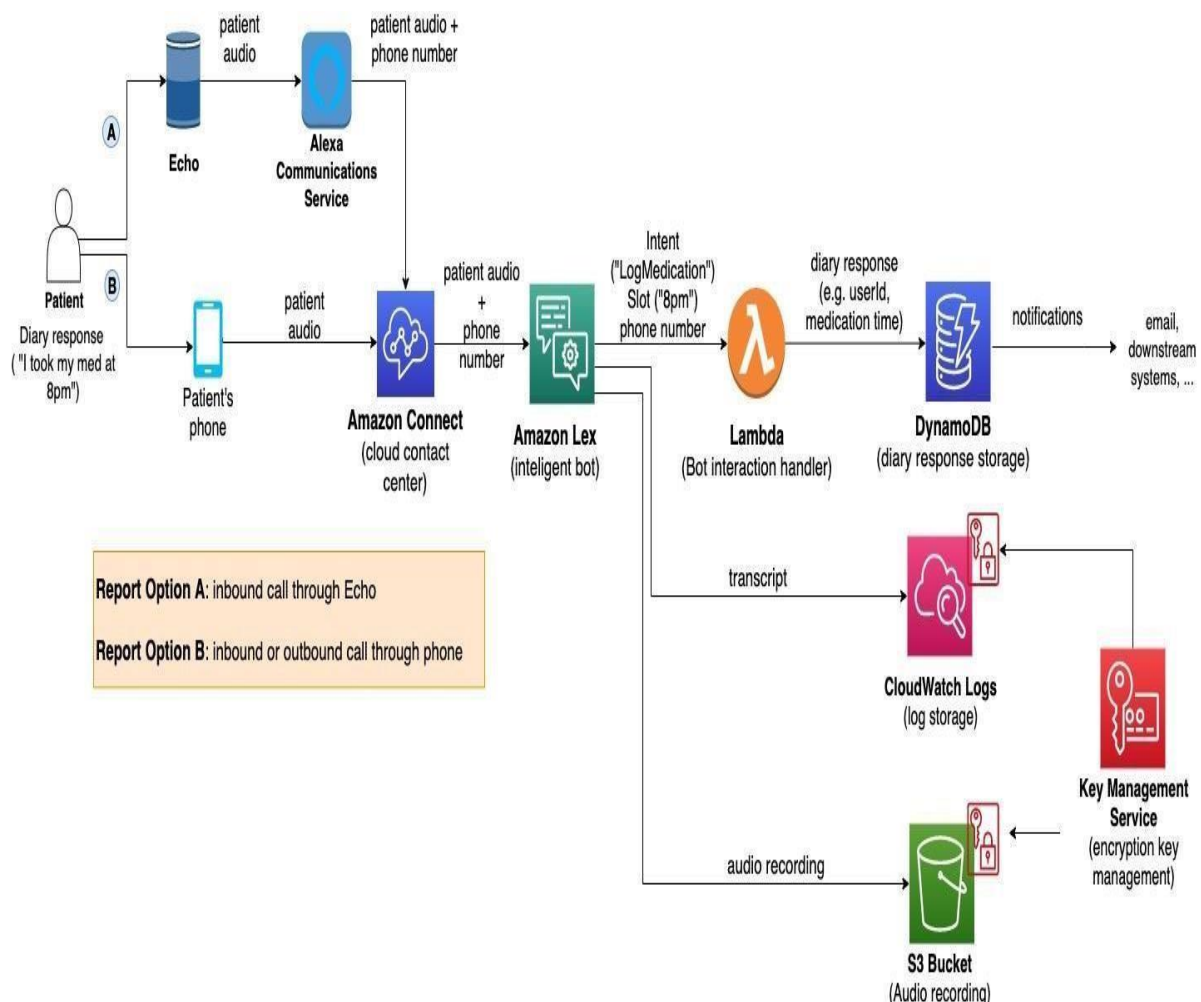 patient
audio
patient audio +
phone number
A
Echo
Alexa
Communications
Service
B
Patient
Diary response
( "I took my med at
8pm")
patient
audio
Patient's
phone
Amazon Connect
(cloud contact
center)
patient audio
+
phone
number
Amazon Lex
(inteligent bot)
Intent
("LogMedication")
Slot ("8pm")
phone number
Lambda
(Bot interaction handler)
diary response
(e.g. userId,
medication time)
DynamoDB
(diary response storage)
notifications
email,
downstream
systems, ...
Report Option A: inbound call through Echo
Report Option B: inbound or outbound call through phone
transcript
CloudWatch Logs
(log storage)
Key Management
Service
(encryption key
management)
audio recording
S3 Bucket
(Audio recording)